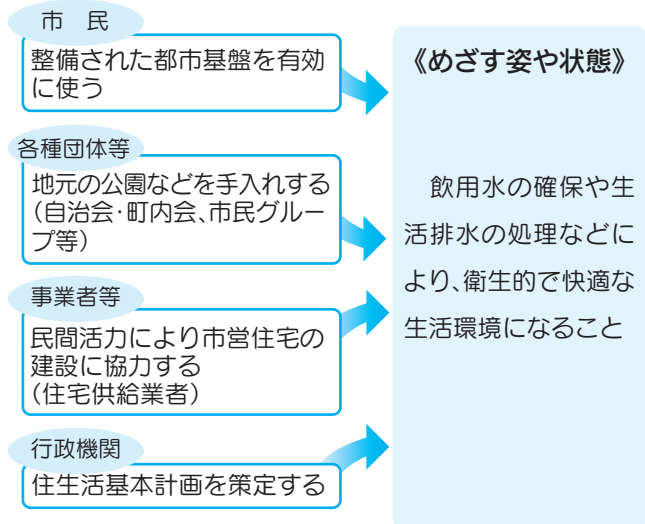 市　民
整備された都市基盤を有効
に使う
各種団体等
地元の公園などを手入れする
（自治会・町内会、市民グルー
プ等）
事業者等
民間活力により市営住宅の
建設に協力する
（住宅供給業者）
行政機関
住生活基本計画を策定する
《めざす姿や状態》
　飲用水の確保や生
活排水の処理などに
より、衛生的で快適な
生活環境になること